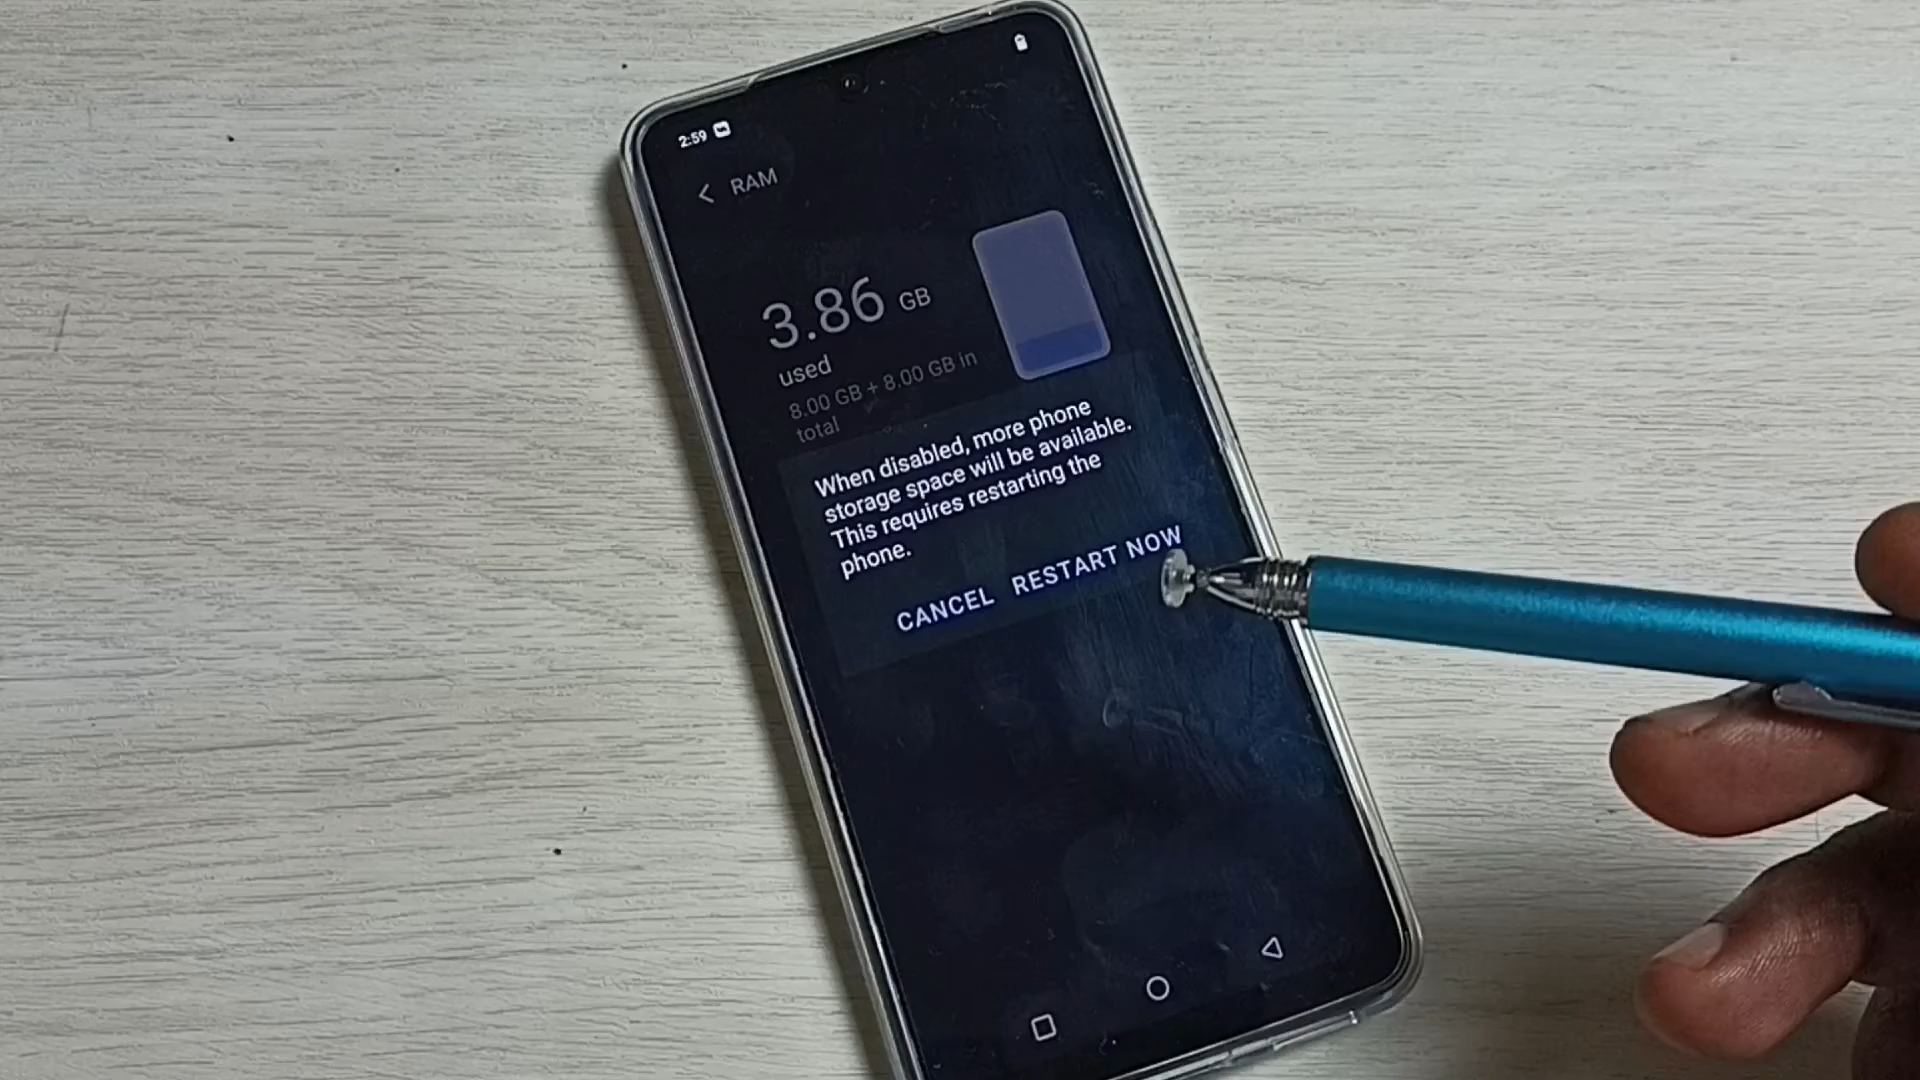 2:59
RAM
3.86 GB
used
8.00 GB + 8.00 GB in
total
When disabled, more phone
storage space will be available.
This requires restarting the
phone.
CANCEL RESTART NOW